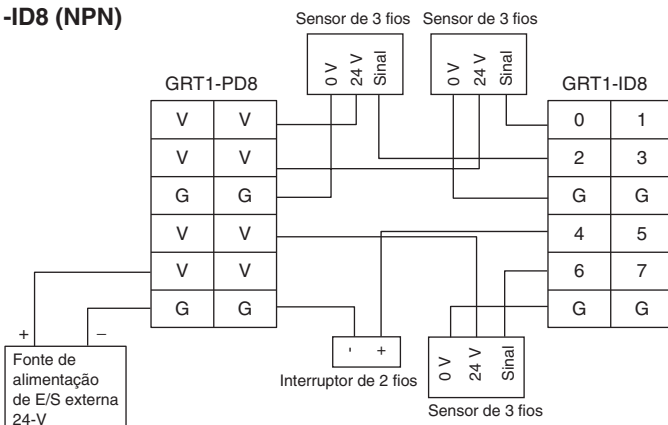 -ID8 (NPN)
Sensor de 3 fios Sensor de 3 fios
0 V 24 V Sinal
0 V 24 V Sinal
GRT1-PD8
GRT1-ID8
V V
V V
G G
V V
V V
G G
0 1
2 3
G G
4 5
6 7
G G
+ –
Fonte de
alimentação
de E/S externa
24-V
- +
Interruptor de 2 fios
0 V 24 V Sinal
Sensor de 3 fios